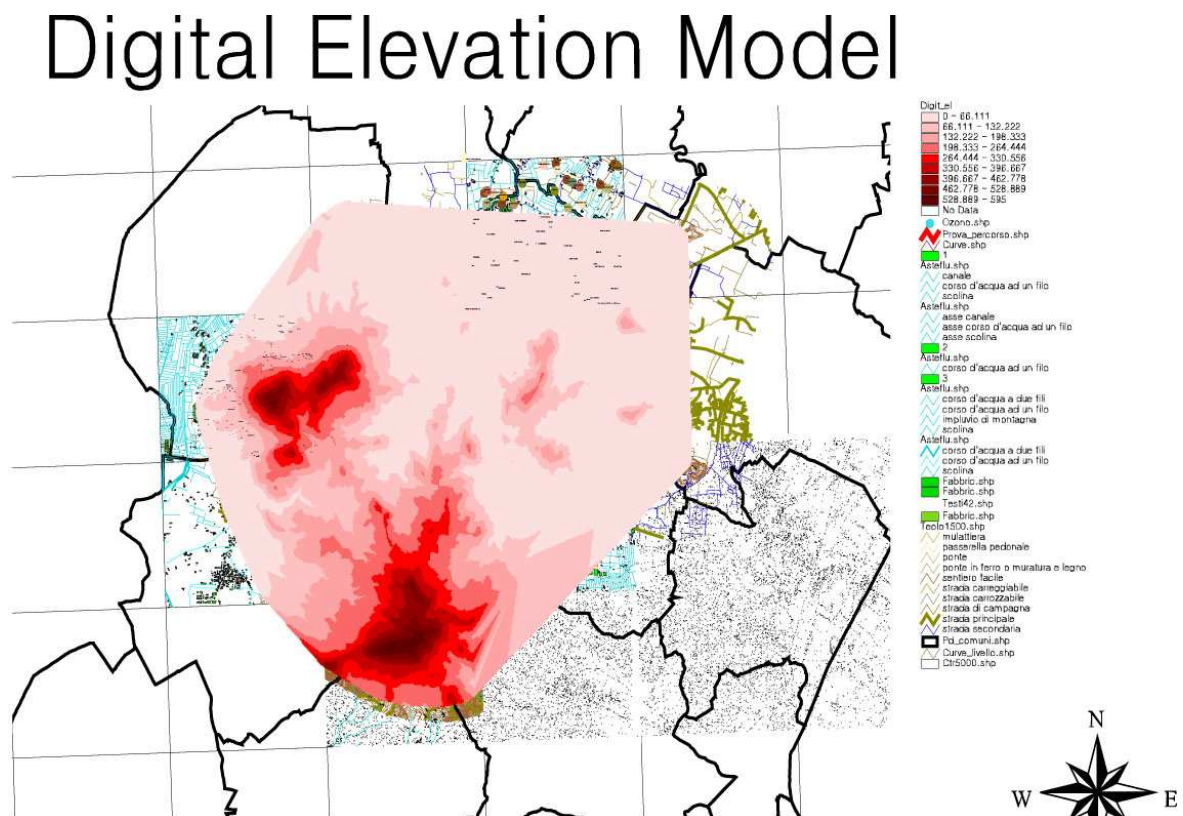 Digital Elevation Model
Digit_el
0 - 66.111
66.111 - 132.222
132.222 - 198.333
198.333 - 264.444
264.444 - 330.556
330.556 - 396.667
396.667 - 462.778
462.778 - 528.889
528.889 - 595
No Data
Ozono.shp
Prova_percorso.shp
Curve.shp
1
Asteflu.shp
canale
corso d'acqua ad un filo
scolina
Asteflu.shp
asse canale
asse corso d'acqua ad un filo
asse scolina
2
Asteflu.shp
corso d'acqua ad un filo
3
Asteflu.shp
corso d'acqua a due fili
corso d'acqua ad un filo
impluvio di montagna
scolina
Asteflu.shp
corso d'acqua a due fili
corso d'acqua ad un filo
scolina
Fabbric.shp
Fabbric.shp
Testi42.shp
Fabbric.shp
Teolo1500.shp
mulattiera
passerella pedonale
ponte
ponte in ferro o muratura e legno
sentiero facile
strada carreggiabile
strada carrozzabile
strada di campagna
strada principale
strada secondaria
Pd_comuni.shp
Curve_livello.shp
Ctr5000.shp
N
W E